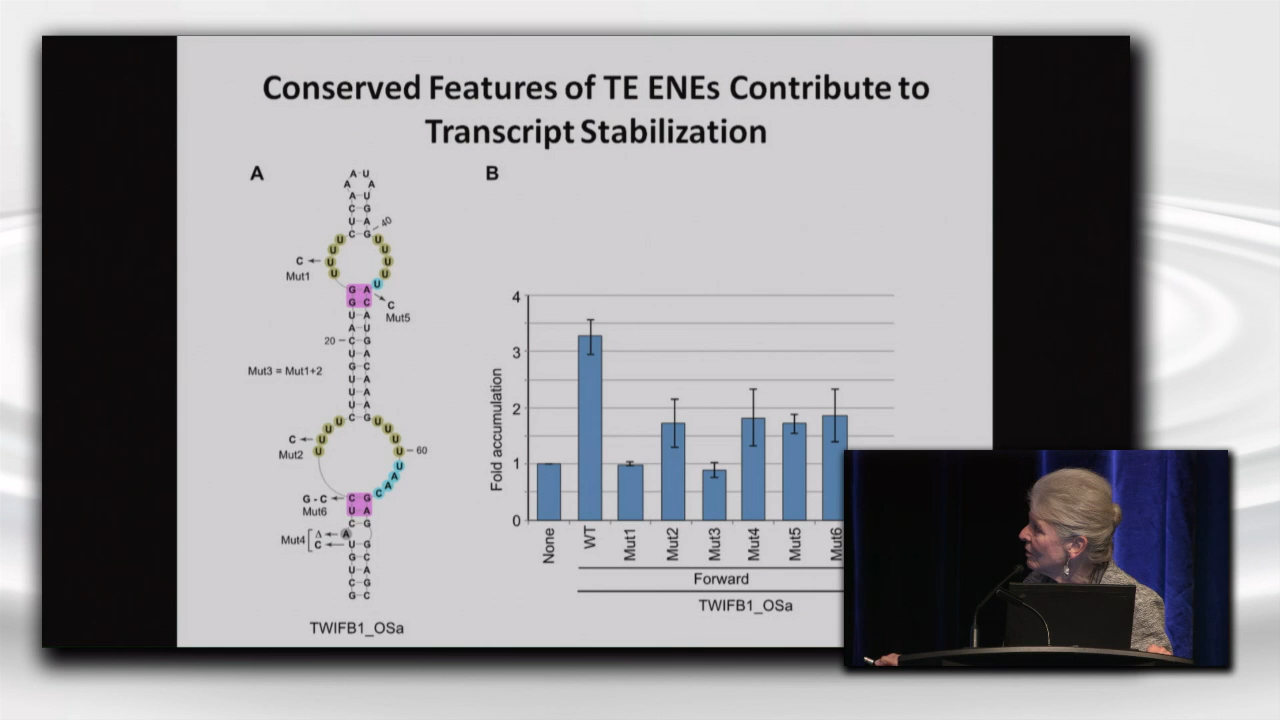 Conserved Features of TE ENEs Contribute to
Transcript Stabilization
A
B
A U
A A
A U
C G
U A
C G
40
U U
U U
U U
U U
U
C
Mut1
G A
G C
C
Mut5
U A
A U
20 C G
U A
G C
Mut3 = Mut1+2
U A
U A
U A
C G
U U
U U
U U
U U
C
Mut2
60
U
A
A
C
G - C
Mut6
C G
U A
C G
Mut4
Λ
A
C
U G
G C
U A
C G
G C
TWIFB1_OSa
Fold accumulation
4
3
2
1
0
None
WT
Mut1
Mut2
Mut3
Mut4
Mut5
Mut6
Forward
TWIFB1_OSa